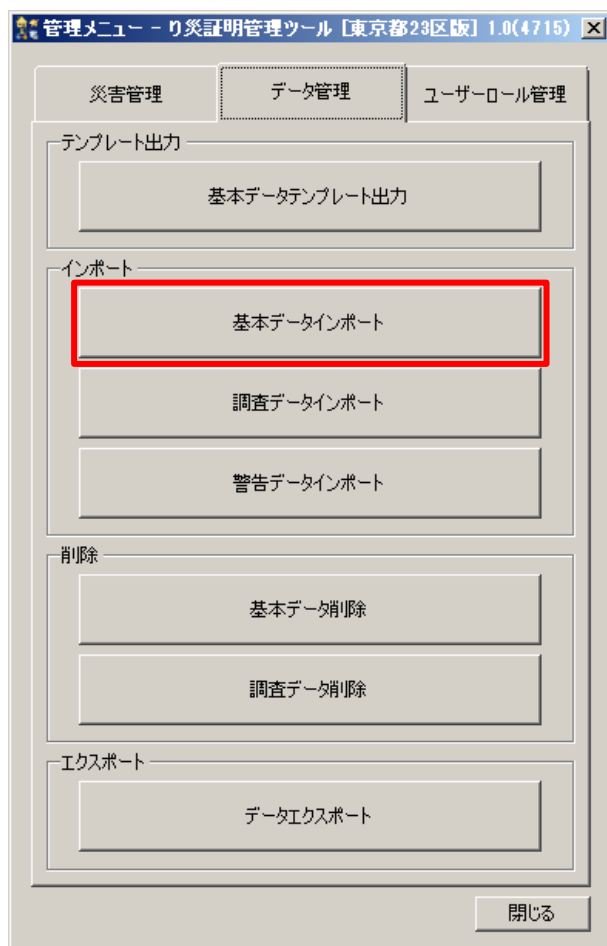 管理メニュー － り災証明管理ツール [東京都23区版] 1.0(4715)
災害管理
データ管理
ユーザーロール管理
テンプレート出力
基本データテンプレート出力
インポート
基本データインポート
調査データインポート
警告データインポート
削除
基本データ削除
調査データ削除
エクスポート
データエクスポート
閉じる